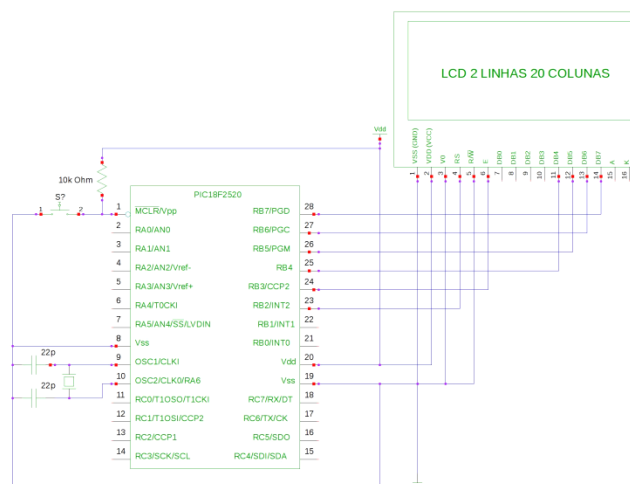 LCD 2 LINHAS 20 COLUNAS
VSS (GND)
VDD (VCC)
V0
RS
R/W
E
DB0
DB1
DB2
DB3
DB4
DB5
DB6
DB7
A
K
1 2 3 4 5 6 7 8 9 10 11 12 13 14 15 16
Vdd
10k Ohm
S?
1 2
PIC18F2520
1 MCLR/Vpp RB7/PGD 28
2 RA0/AN0 RB6/PGC 27
3 RA1/AN1 RB5/PGM 26
4 RA2/AN2/Vref- RB4 25
5 RA3/AN3/Vref+ RB3/CCP2 24
6 RA4/T0CKI RB2/INT2 23
7 RA5/AN4/SS/LVDIN RB1/INT1 22
8 Vss RB0/INT0 21
22p
9 OSC1/CLKI Vdd 20
22p
10 OSC2/CLK0/RA6 Vss 19
11 RC0/T1OSO/T1CKI RC7/RX/DT 18
12 RC1/T1OSI/CCP2 RC6/TX/CK 17
13 RC2/CCP1 RC5/SDO 16
14 RC3/SCK/SCL RC4/SDI/SDA 15